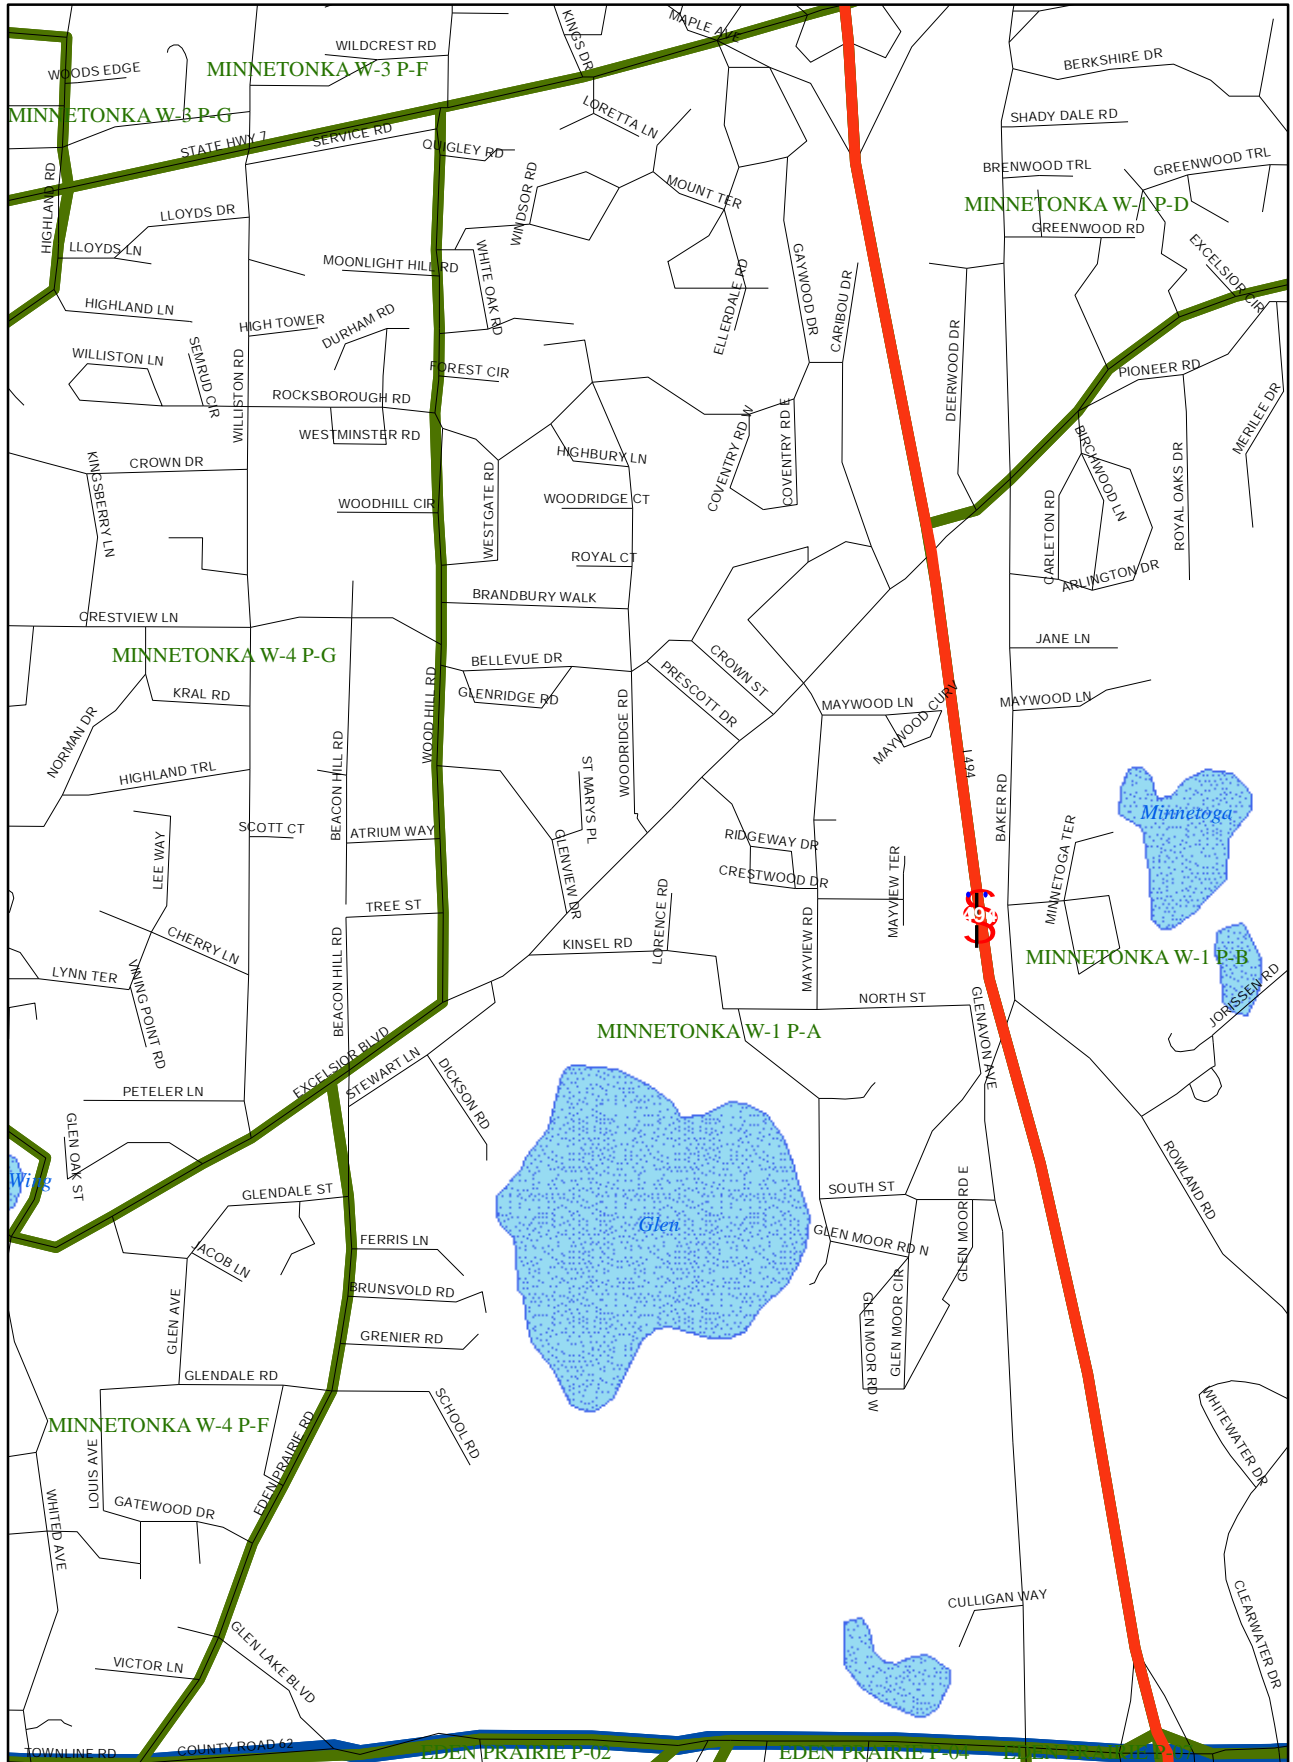 WILDCREST RD
KINGS DR
MAPLE AVE
WOODS EDGE
MINNETONKA W-3 P-F
BERKSHIRE DR
MINNETONKA W-3 P-G
LORETTA LN
SHADY DALE RD
STATE HWY 7
SERVICE RD
QUIGLEY RD
BRENWOOD TRL
GREENWOOD TRL
HIGHLAND RD
WINDSOR RD
MOUNT TER
MINNETONKA W-1 P-D
LLOYDS DR
GREENWOOD RD
LLOYDS LN
MOONLIGHT HILL RD
WHITE OAK RD
ELLERDALE RD
GAYWOOD DR
CARIBOU DR
EXCELSIOR CIR
HIGHLAND LN
HIGH TOWER
DURHAM RD
DEERWOOD DR
WILLISTON LN
SEMRUD CIR
WILLISTON RD
FOREST CIR
PIONEER RD
ROCKSBOROUGH RD
WESTMINSTER RD
COVENTRY RD W
COVENTRY RD E
MERILEE DR
CROWN DR
KINGSBERRY LN
HIGHBURY LN
BIRCHWOOD LN
ROYAL OAKS DR
WOODHILL CIR
WESTGATE RD
WOODRIDGE CT
CARLETON RD
ROYAL CT
ARLINGTON DR
BRANDBURY WALK
CRESTVIEW LN
JANE LN
MINNETONKA W-4 P-G
BELLEVUE DR
CROWN ST
PRESCOTT DR
KRAL RD
GLENRIDGE RD
WOOD HILL RD
WOODRIDGE RD
MAYWOOD LN
MAYWOOD CURV
MAYWOOD LN
NORMAN DR
HIGHLAND TRL
BEACON HILL RD
ST MARYS PL
I 494
BAKER RD
Minnetoga
SCOTT CT
ATRIUM WAY
LEE WAY
GLENVIEW DR
RIDGEWAY DR
CRESTWOOD DR
MAYVIEW TER
MINNETOGA TER
TREE ST
LORENCE RD
494
CHERRY LN
KINSEL RD
MAYVIEW RD
MINNETONKA W-1 P-B
LYNN TER
VINING POINT RD
BEACON HILL RD
NORTH ST
GLENAVON AVE
JORISSEN RD
MINNETONKA W-1 P-A
EXCELSIOR BLVD
STEWART LN
DICKSON RD
PETELER LN
GLEN OAK ST
ROWLAND RD
Wing
GLENDALE ST
SOUTH ST
GLEN MOOR RD E
Glen
JACOB LN
FERRIS LN
GLEN MOOR RD N
BRUNSVOLD RD
GLEN AVE
GLEN MOOR CIR
GLEN MOOR RD W
GRENIER RD
GLENDALE RD
SCHOOL RD
WHITEWATER DR
MINNETONKA W-4 P-F
EDEN PRAIRIE RD
LOUIS AVE
WHITED AVE
GATEWOOD DR
CULLIGAN WAY
CLEARWATER DR
GLEN LAKE BLVD
VICTOR LN
TOWNLINE RD
COUNTY ROAD 62
EDEN PRAIRIE P-02
EDEN PRAIRIE P-04